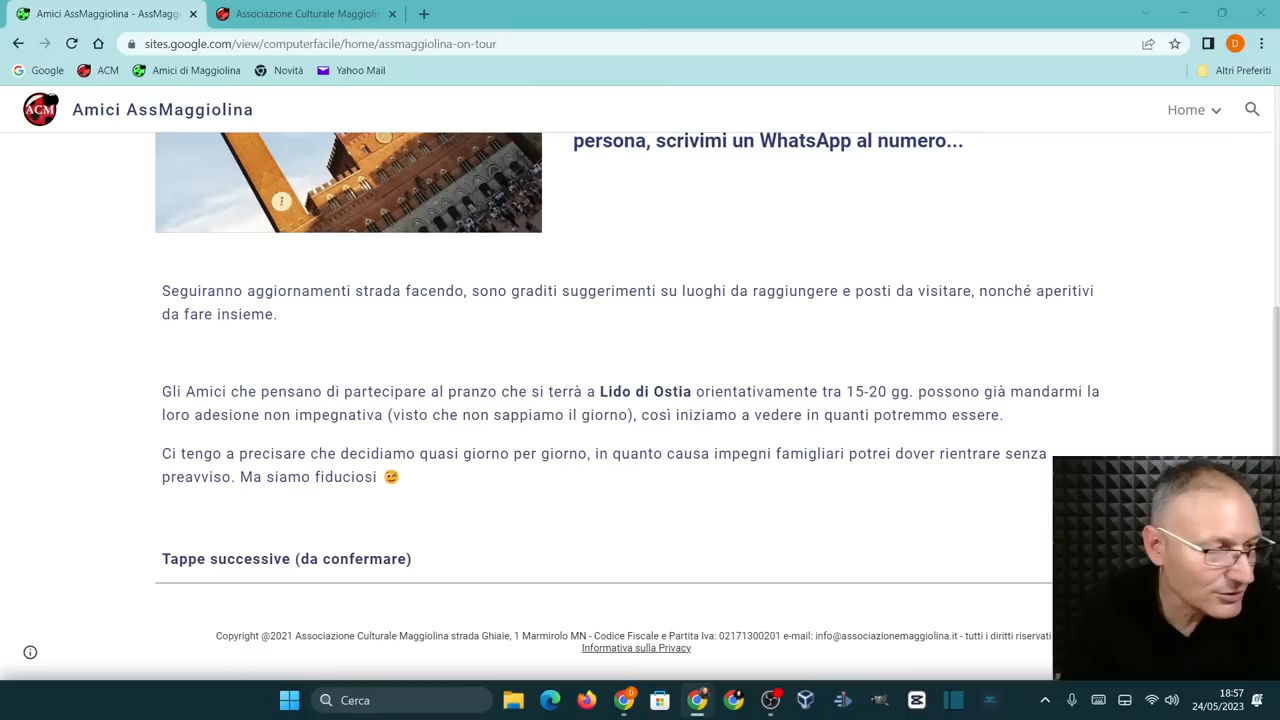 Amici AssMaggiolina - Assmagg
Associazione Culturale Maggiolina
sites.google.com/view/computerfacile/home/assmaggiolina-on-tour
D
Google
ACM
Amici di Maggiolina
Novità
Yahoo Mail
Altri Preferiti
ACM
Amici AssMaggiolina
Home
persona, scrivimi un WhatsApp al numero...
Seguiranno aggiornamenti strada facendo, sono graditi suggerimenti su luoghi da raggiungere e posti da visitare, nonché aperitivi
da fare insieme.
Gli Amici che pensano di partecipare al pranzo che si terrà a Lido di Ostia orientativamente tra 15-20 gg. possono già mandarmi la
loro adesione non impegnativa (visto che non sappiamo il giorno), così iniziamo a vedere in quanti potremmo essere.
Ci tengo a precisare che decidiamo quasi giorno per giorno, in quanto causa impegni famigliari potrei dover rientrare senza
preavviso. Ma siamo fiduciosi 😊
Tappe successive (da confermare)
Copyright @2021 Associazione Culturale Maggiolina strada Ghiaie, 1 Marmirolo MN - Codice Fiscale e Partita Iva: 02171300201 e-mail: info@associazionemaggiolina.it - tutti i diritti riservati
Informativa sulla Privacy
Cerca
18:57
24/05/2023